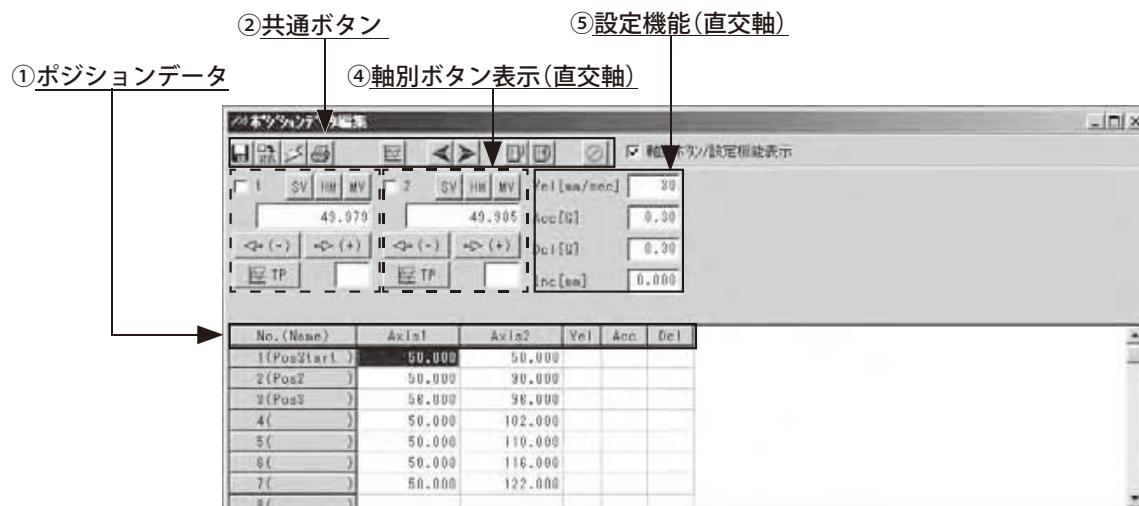 ②共通ボタン
⑤設定機能(直交軸)
①ポジションデータ
④軸別ボタン表示(直交軸)
ポジションデータ編集
軸別ボタン/設定機能表示
1 SV HM MV 2 SV HM MV Vel[mm/sec] 30
49.979 49.985 Acc[G] 0.30
(-) (+) (-) (+) Dcl[G] 0.30
TP TP Inc[mm] 0.000
No.(Name) Axis1 Axis2 Vel Acc Dcl
1(PosStart ) 50.000 50.000
2(Pos2 ) 50.000 90.000
3(Pos3 ) 96.000
4( ) 50.000 102.000
5( ) 50.000 110.000
6( ) 50.000 116.000
7( ) 50.000 122.000